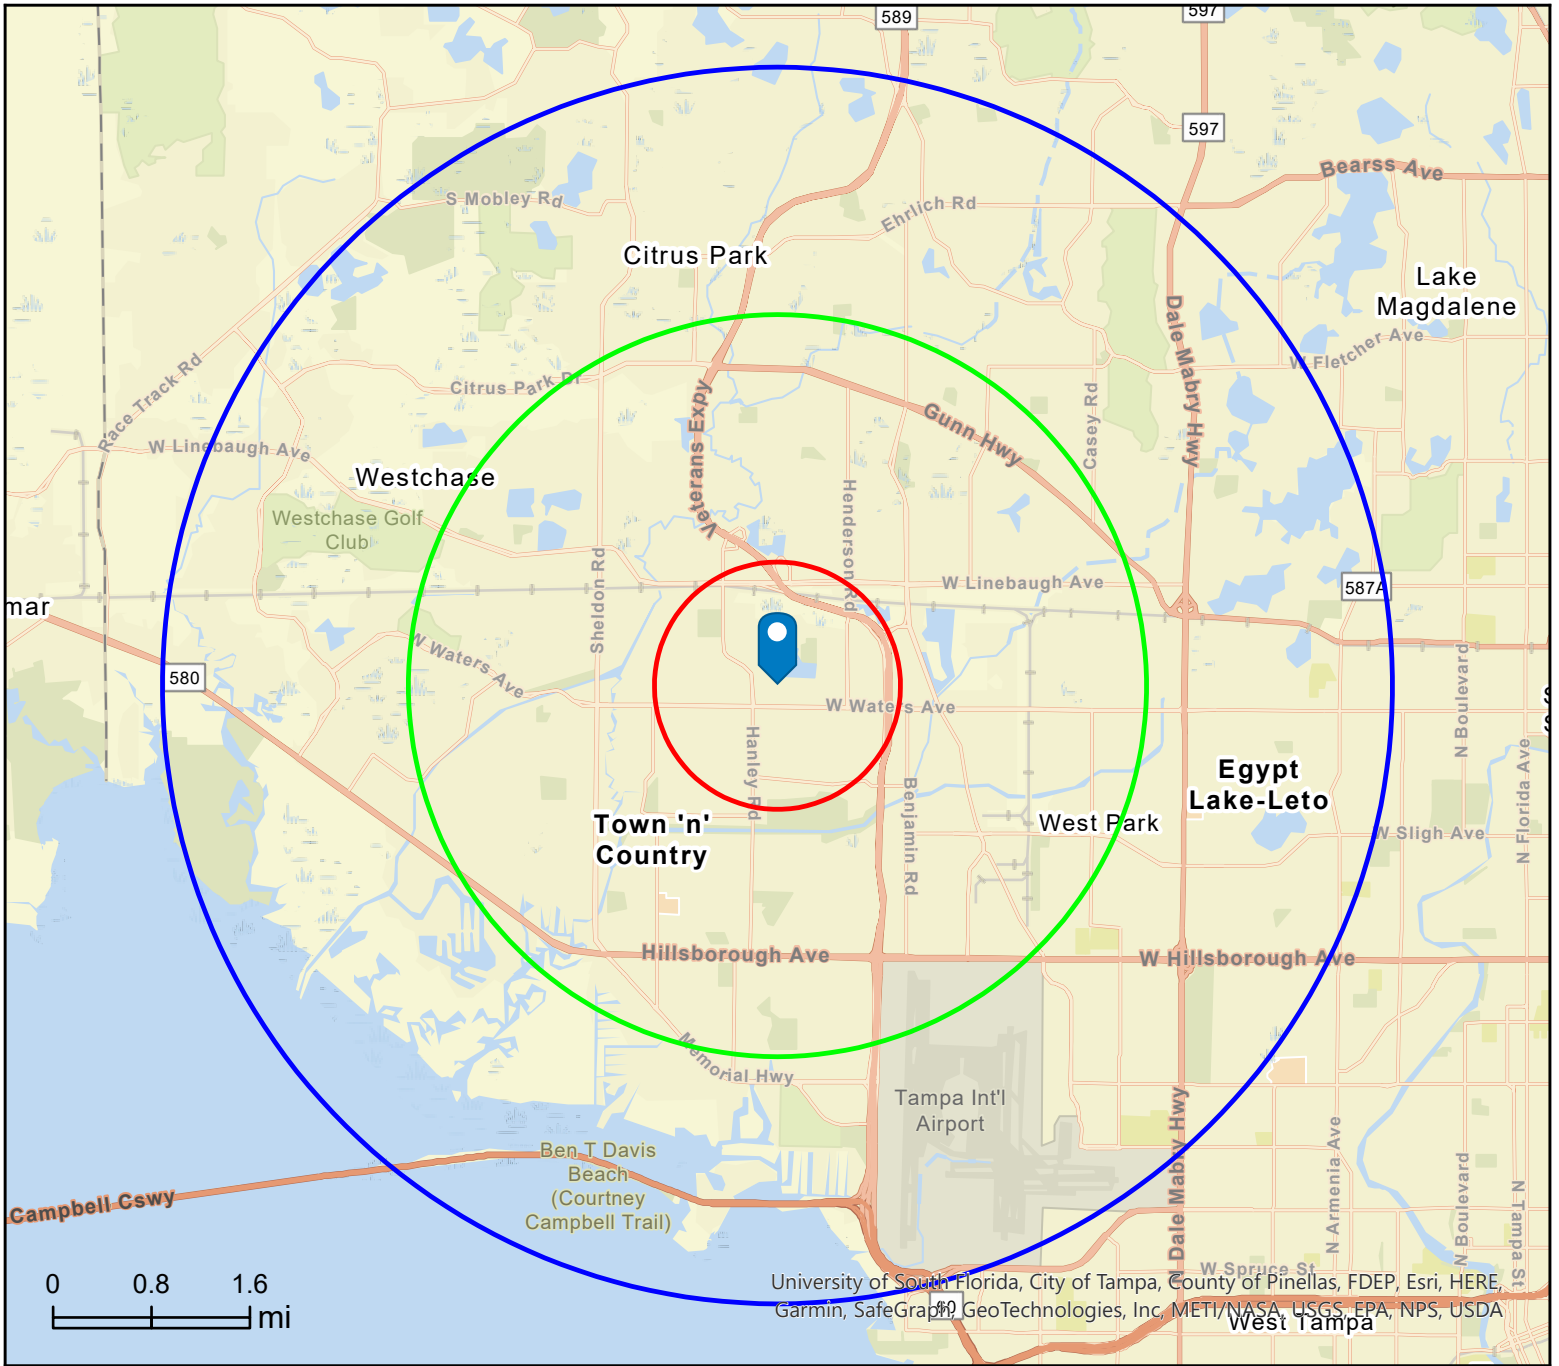 589
597
597
Bearss Ave
S Mobley Rd
Ehrlich Rd
Citrus Park
Lake
Magdalene
Dale Mabry Hwy
W Fletcher Ave
Race Track Rd
Citrus Park Dr
Veterans Expy
Gunn Hwy
Casey Rd
W Linebaugh Ave
Westchase
Westchase Golf
Club
Henderson Rd
Sheldon Rd
W Linebaugh Ave
587A
mar
W Waters Ave
580
W Waters Ave
N Boulevard
Hanley Rd
Benjamin Rd
Egypt
Lake-Leto
N Florida Ave
Town 'n'
Country
West Park
W Sligh Ave
Hillsborough Ave
W Hillsborough Ave
Memorial Hwy
Tampa Int'l
Airport
N Dale Mabry Hwy
N Armenia Ave
N Boulevard
N Tampa St
Ben T Davis
Beach
(Courtney
Campbell Trail)
Campbell Cswy
W Spruce St
0 0.8 1.6
mi
60
West Tampa
University of South Florida, City of Tampa, County of Pinellas, FDEP, Esri, HERE,
Garmin, SafeGraph, GeoTechnologies, Inc, METI/NASA, USGS, EPA, NPS, USDA